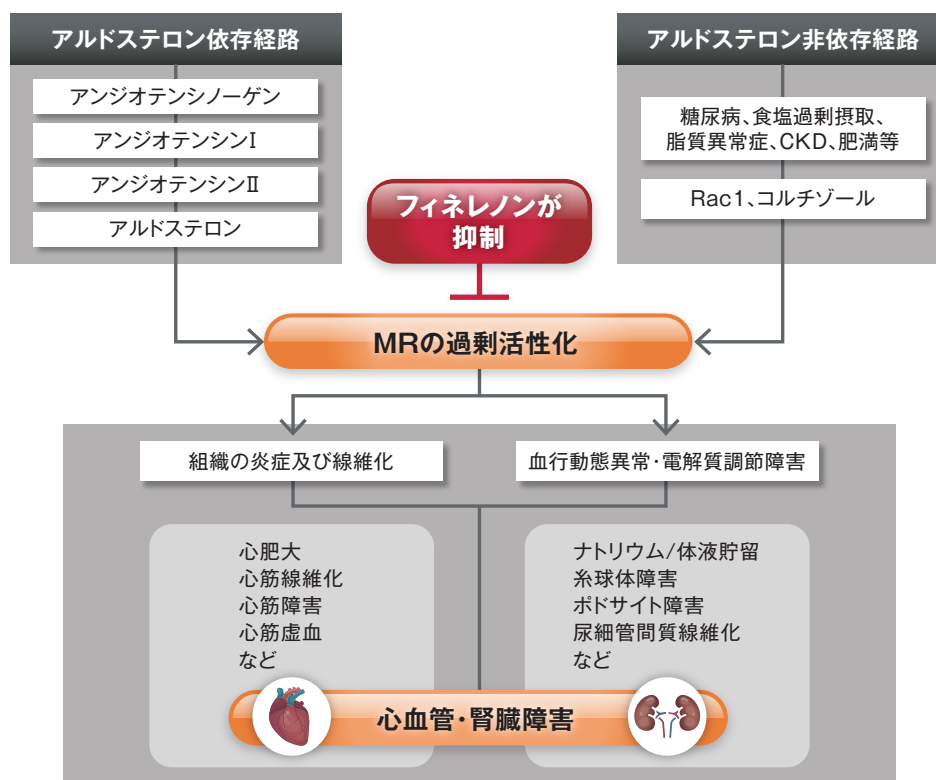 アルドステロン依存経路
アンジオテンシノーゲン
アンジオテンシンⅠ
アンジオテンシンⅡ
アルドステロン
アルドステロン非依存経路
糖尿病、食塩過剰摂取、
脂質異常症、CKD、肥満等
Rac1、コルチゾール
フィネレノンが
抑制
MRの過剰活性化
組織の炎症及び線維化
血行動態異常・電解質調節障害
心肥大
心筋線維化
心筋障害
心筋虚血
など
ナトリウム/体液貯留
糸球体障害
ポドサイト障害
尿細管間質線維化
など
心血管・腎臓障害